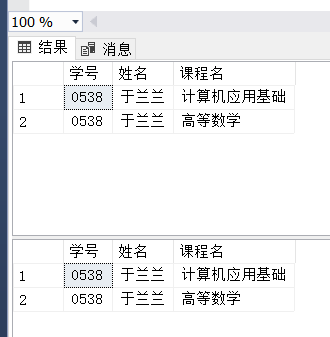 100 %
结果 消息
学号 姓名 课程名
1 0538 于兰兰 计算机应用基础
2 0538 于兰兰 高等数学
学号 姓名 课程名
1 0538 于兰兰 计算机应用基础
2 0538 于兰兰 高等数学